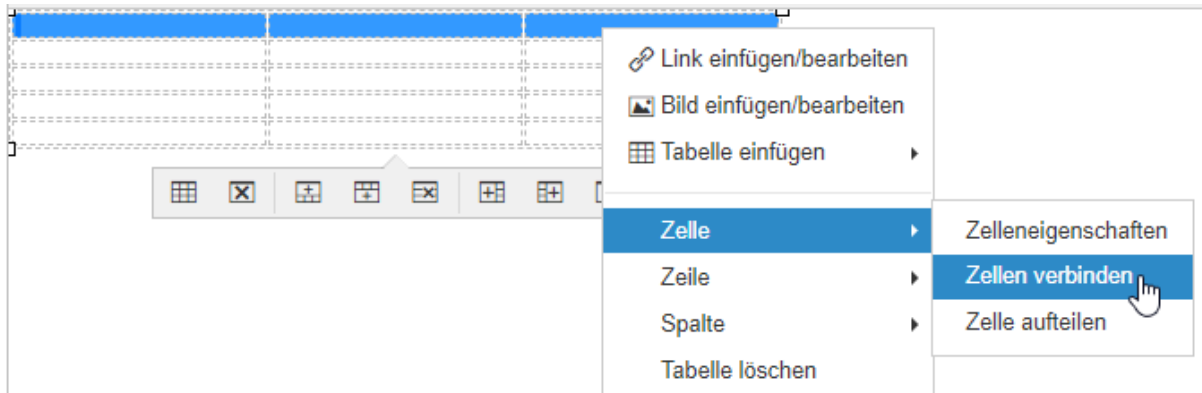 Link einfügen/bearbeiten
Bild einfügen/bearbeiten
Tabelle einfügen
Zelle
Zeile
Spalte
Tabelle löschen
Zelleneigenschaften
Zellen verbinden
Zelle aufteilen